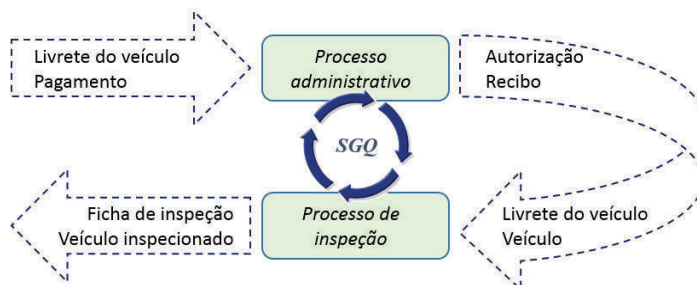 Livrete do veículo
Pagamento
Processo
administrativo
Autorização
Recibo
SGQ
Ficha de inspeção
Veículo inspecionado
Processo de
inspeção
Livrete do veículo
Veículo